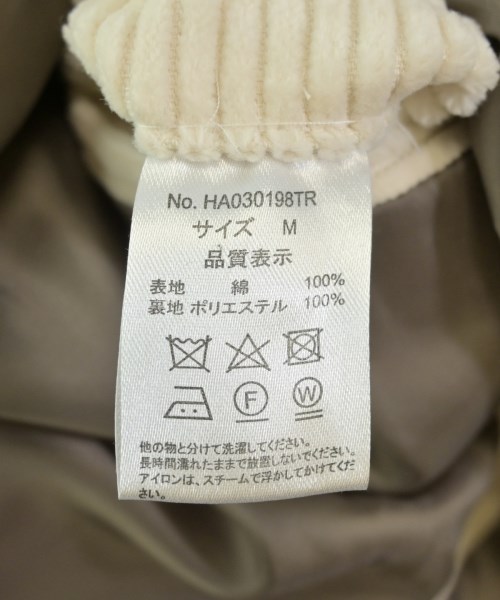 No. HA030198TR
サイズ M
品質表示
表地 綿 100%
裏地 ポリエステル 100%
F
W
他の物と分けて洗濯してください。
長時間濡れたままで放置しないでください。
アイロンは、スチームで浮かしてかけてくだ
さい。